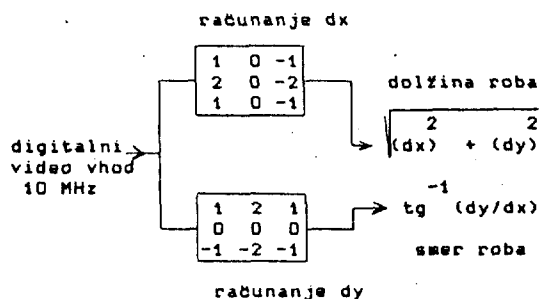 računanje dx
1 0 -1
2 0 -2
1 0 -1
dolžina roba
√(dx)² + (dy)²
digitalni
video vhod
10 MHz
1 2 1
0 0 0
-1 -2 -1
tg⁻¹ (dy/dx)
smer roba
računanje dy